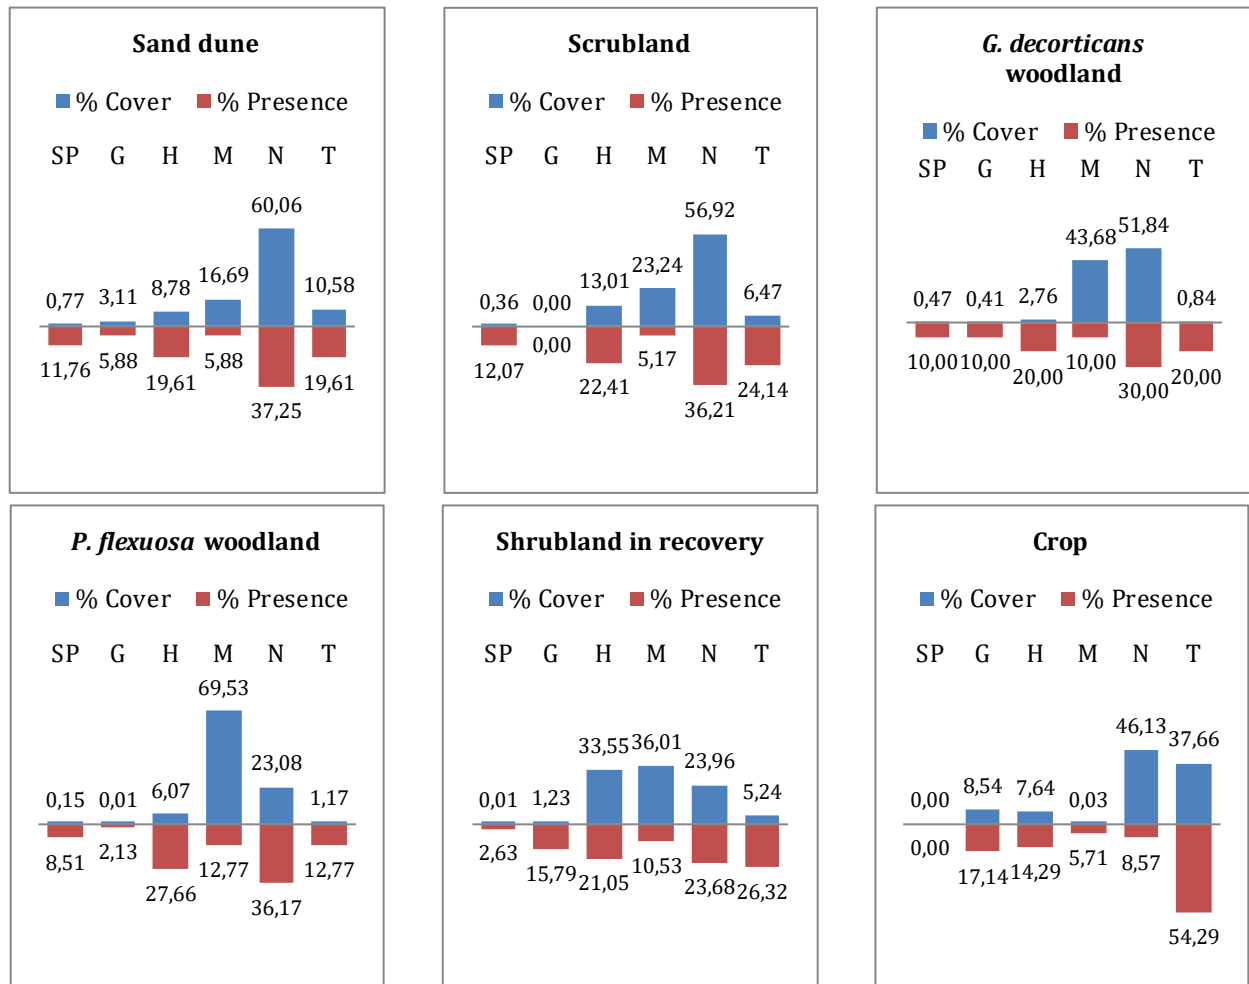 Sand dune
% Cover % Presence
SP G H M N T
60,06
16,69
10,58
8,78
3,11
0,77
11,76 5,88 19,61 5,88 37,25 19,61
Scrubland
% Cover % Presence
SP G H M N T
56,92
23,24
13,01
6,47
0,36 0,00
12,07 0,00 22,41 5,17 36,21 24,14
G. decorticans
woodland
% Cover % Presence
SP G H M N T
51,84
43,68
0,47 0,41 2,76 0,84
10,00 10,00 20,00 10,00 30,00 20,00
P. flexuosa woodland
% Cover % Presence
SP G H M N T
69,53
23,08
0,15 0,01 6,07 1,17
8,51 2,13 27,66 12,77 36,17 12,77
Shrubland in recovery
% Cover % Presence
SP G H M N T
33,55 36,01 23,96
0,01 1,23 5,24
2,63 15,79 21,05 10,53 23,68 26,32
Crop
% Cover % Presence
SP G H M N T
46,13 37,66
0,00 8,54 7,64 0,03
0,00 17,14 14,29 5,71 8,57 54,29